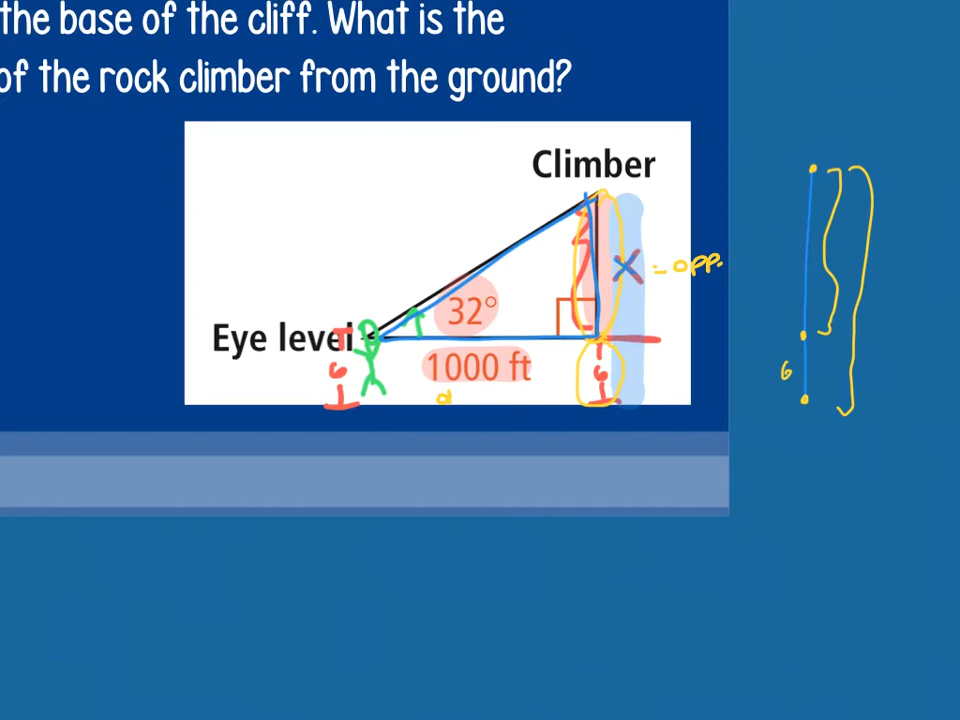 the base of the cliff. What is the
of the rock climber from the ground?
Climber
X = opp.
32°
Eye level
6
1000 ft
6
6
a